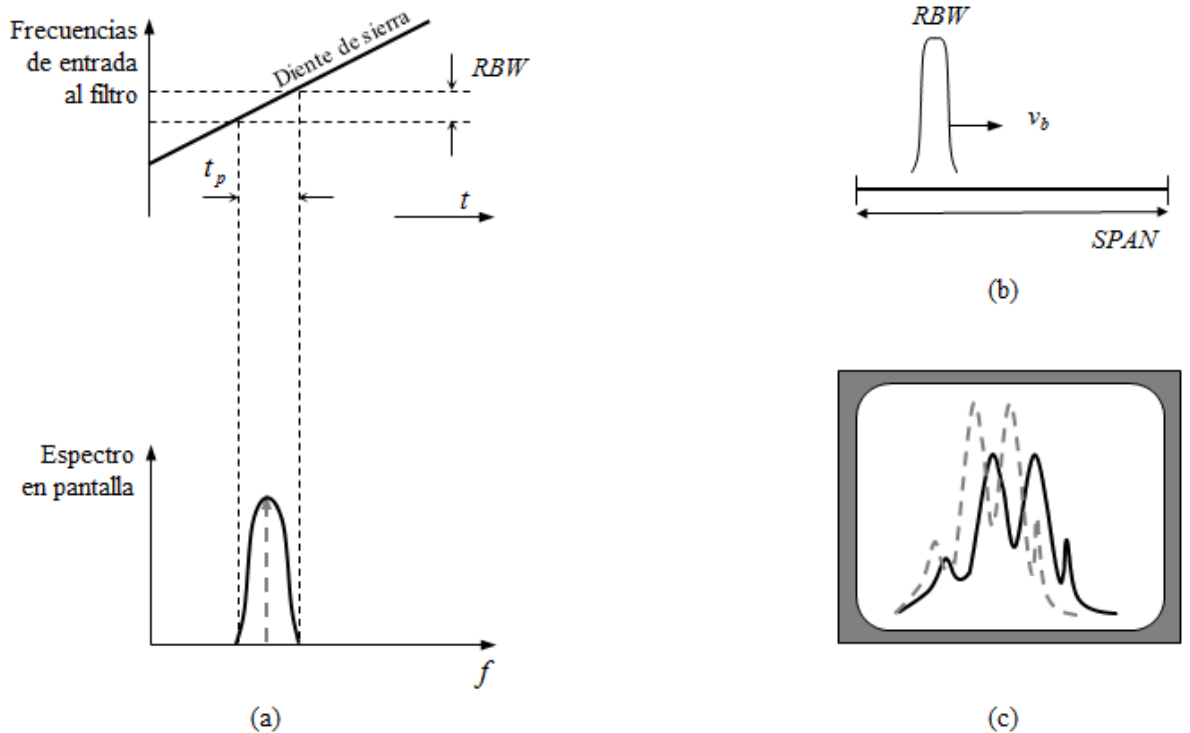 Frecuencias
de entrada
al filtro
Diente de sierra
RBW
t_p
t
Espectro
en pantalla
f
(a)
RBW
v_b
SPAN
(b)
(c)